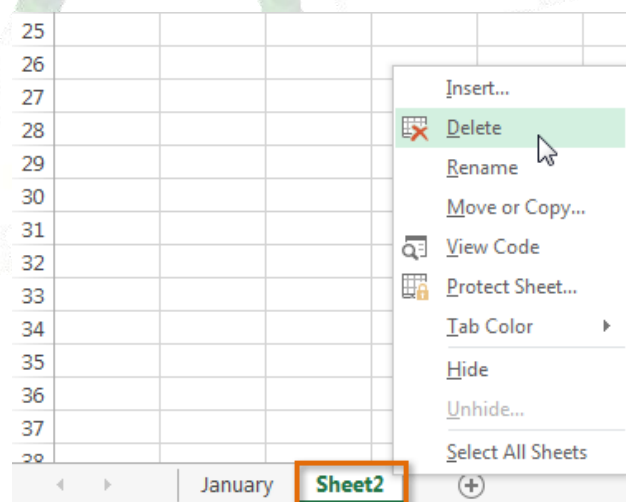 25
26
Insert...
27
28
Delete
29
Rename
30
Move or Copy...
31
View Code
32
33
Protect Sheet...
34
Tab Color
35
Hide
36
Unhide...
37
Select All Sheets
38
January Sheet2